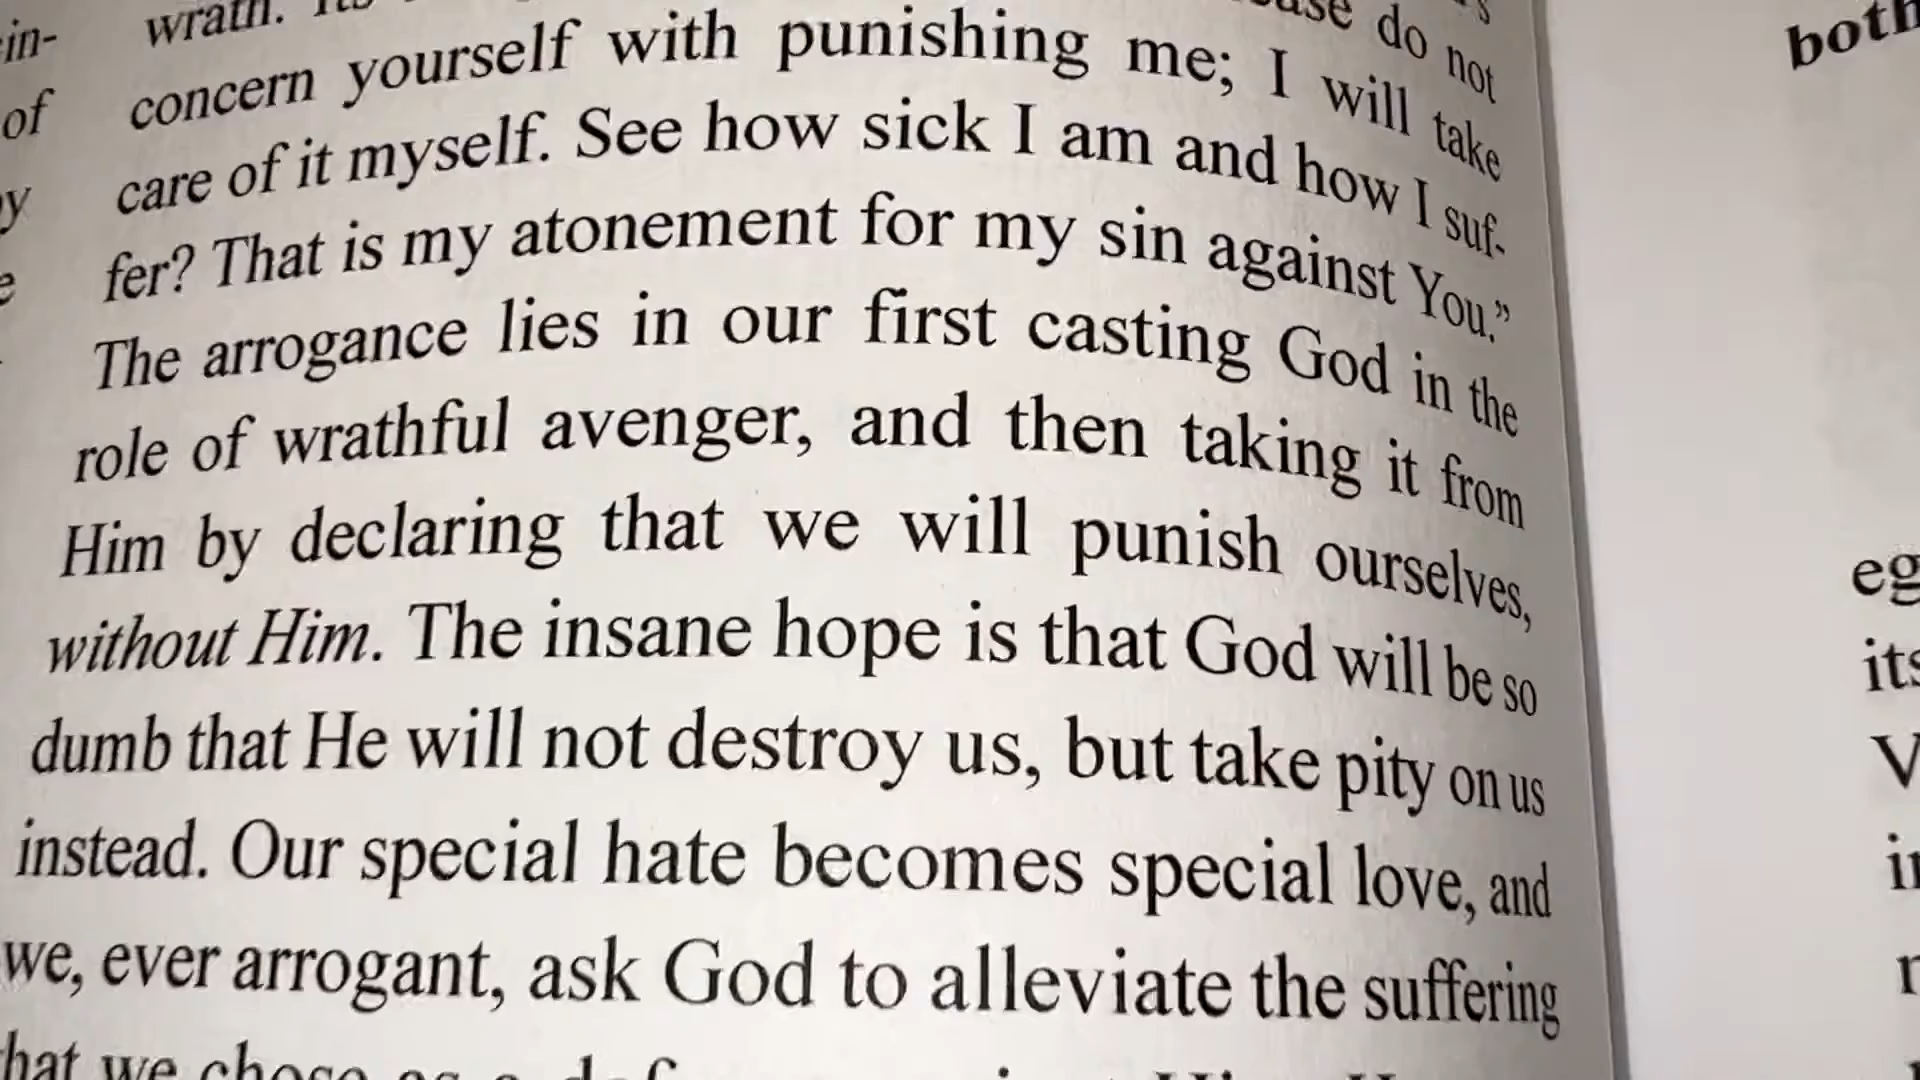 in-
of
wrath.
do not
concern yourself with punishing me; I will take
care of it myself. See how sick I am and how I suf-
fer? That is my atonement for my sin against You.”
The arrogance lies in our first casting God in the
role of wrathful avenger, and then taking it from
Him by declaring that we will punish ourselves,
without Him. The insane hope is that God will be so
dumb that He will not destroy us, but take pity on us
instead. Our special hate becomes special love, and
we, ever arrogant, ask God to alleviate the suffering
we chose as a
both